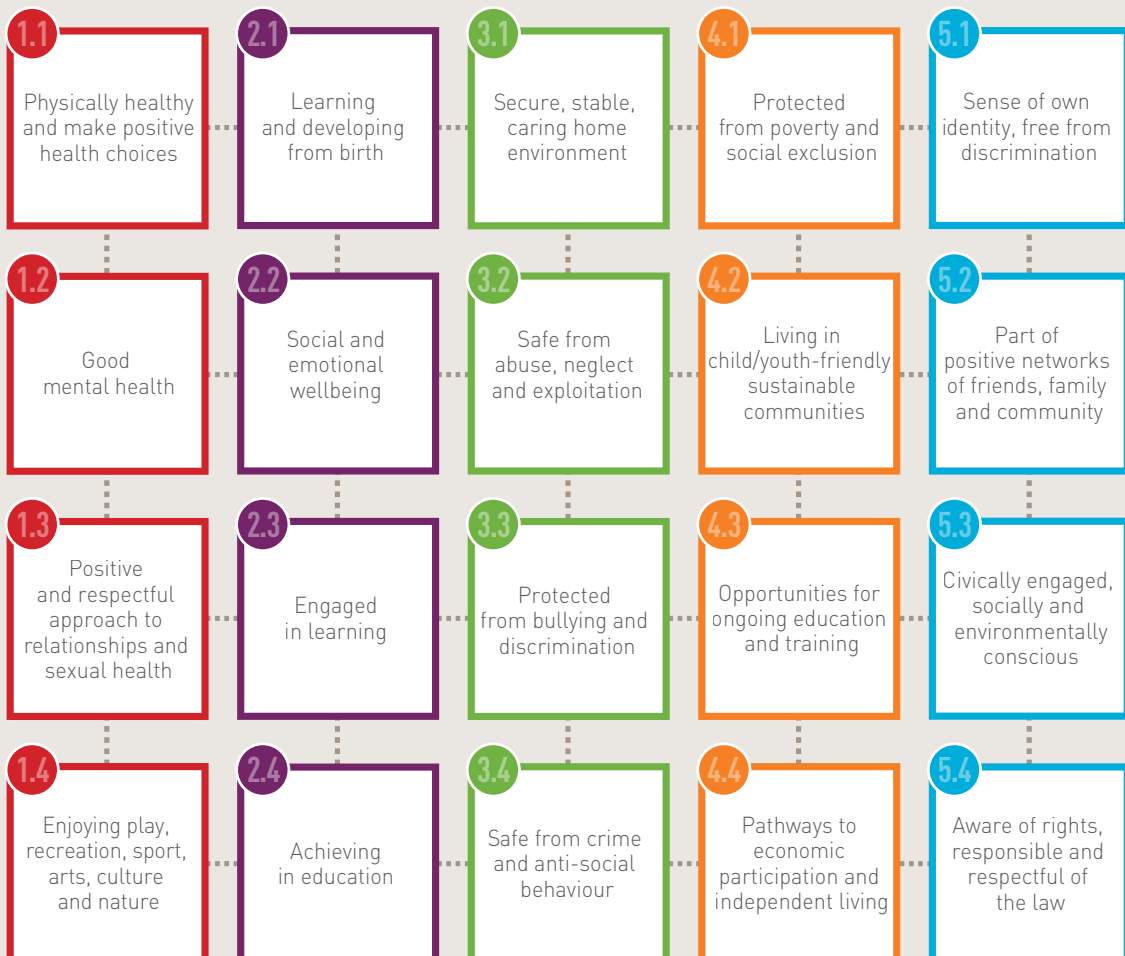 1.1
Physically healthy
and make positive
health choices
2.1
Learning
and developing
from birth
3.1
Secure, stable,
caring home
environment
4.1
Protected
from poverty and
social exclusion
5.1
Sense of own
identity, free from
discrimination
1.2
Good
mental health
2.2
Social and
emotional
wellbeing
3.2
Safe from
abuse, neglect
and exploitation
4.2
Living in
child/youth-friendly
sustainable
communities
5.2
Part of
positive networks
of friends, family
and community
1.3
Positive
and respectful
approach to
relationships and
sexual health
2.3
Engaged
in learning
3.3
Protected
from bullying and
discrimination
4.3
Opportunities for
ongoing education
and training
5.3
Civically engaged,
socially and
environmentally
conscious
1.4
Enjoying play,
recreation, sport,
arts, culture
and nature
2.4
Achieving
in education
3.4
Safe from crime
and anti-social
behaviour
4.4
Pathways to
economic
participation and
independent living
5.4
Aware of rights,
responsible and
respectful of
the law